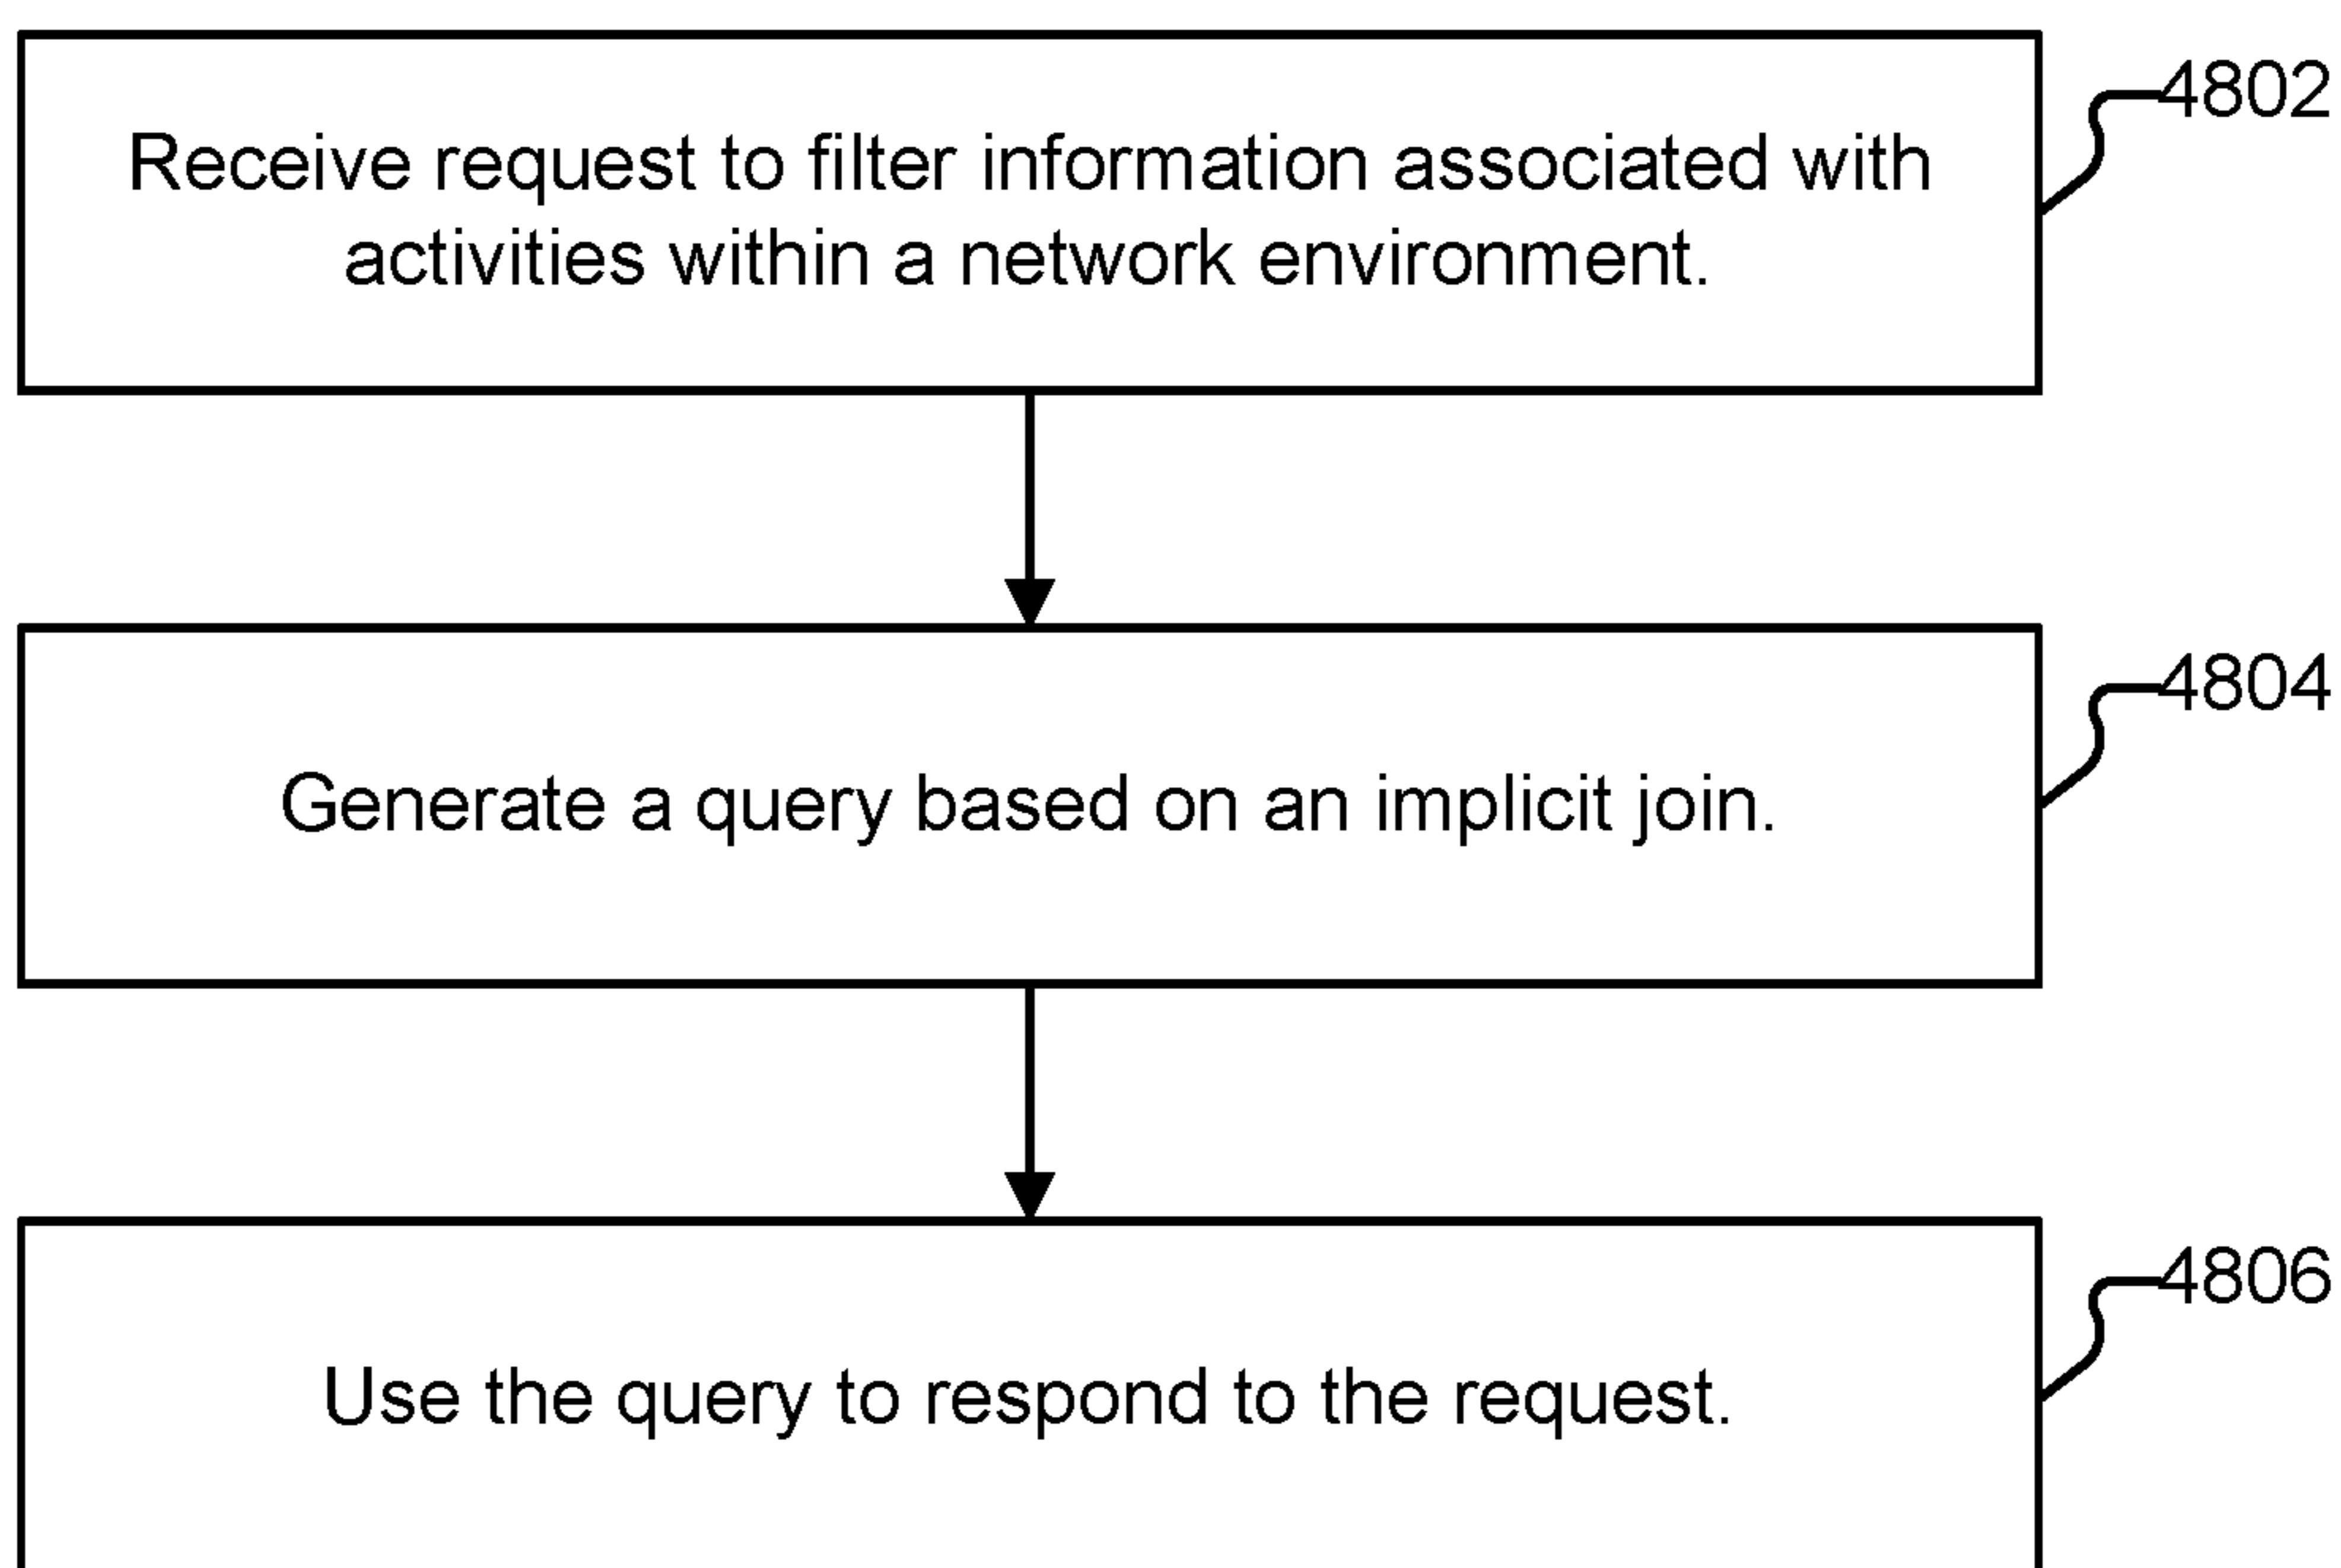 4802
Receive request to filter information associated with
activities within a network environment.
4804
Generate a query based on an implicit join.
4806
Use the query to respond to the request.